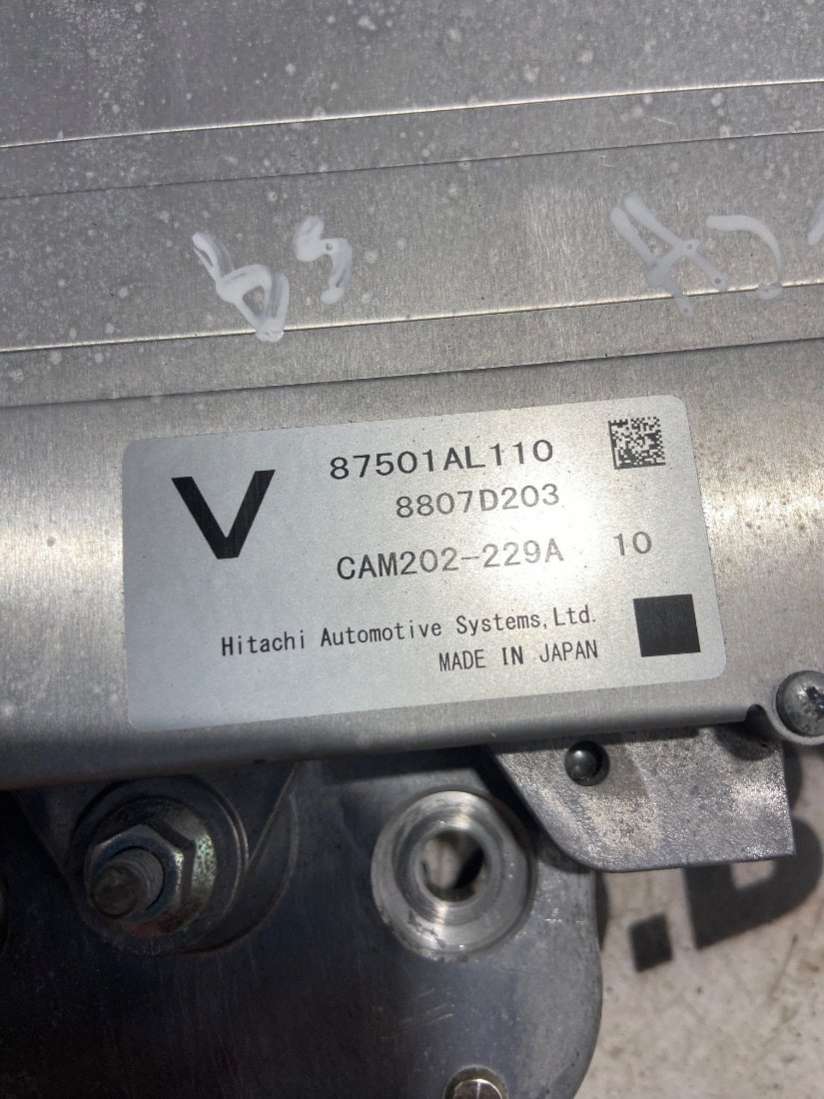 V
87501AL110
8807D203
CAM202-229A 10
Hitachi Automotive Systems,Ltd.
MADE IN JAPAN